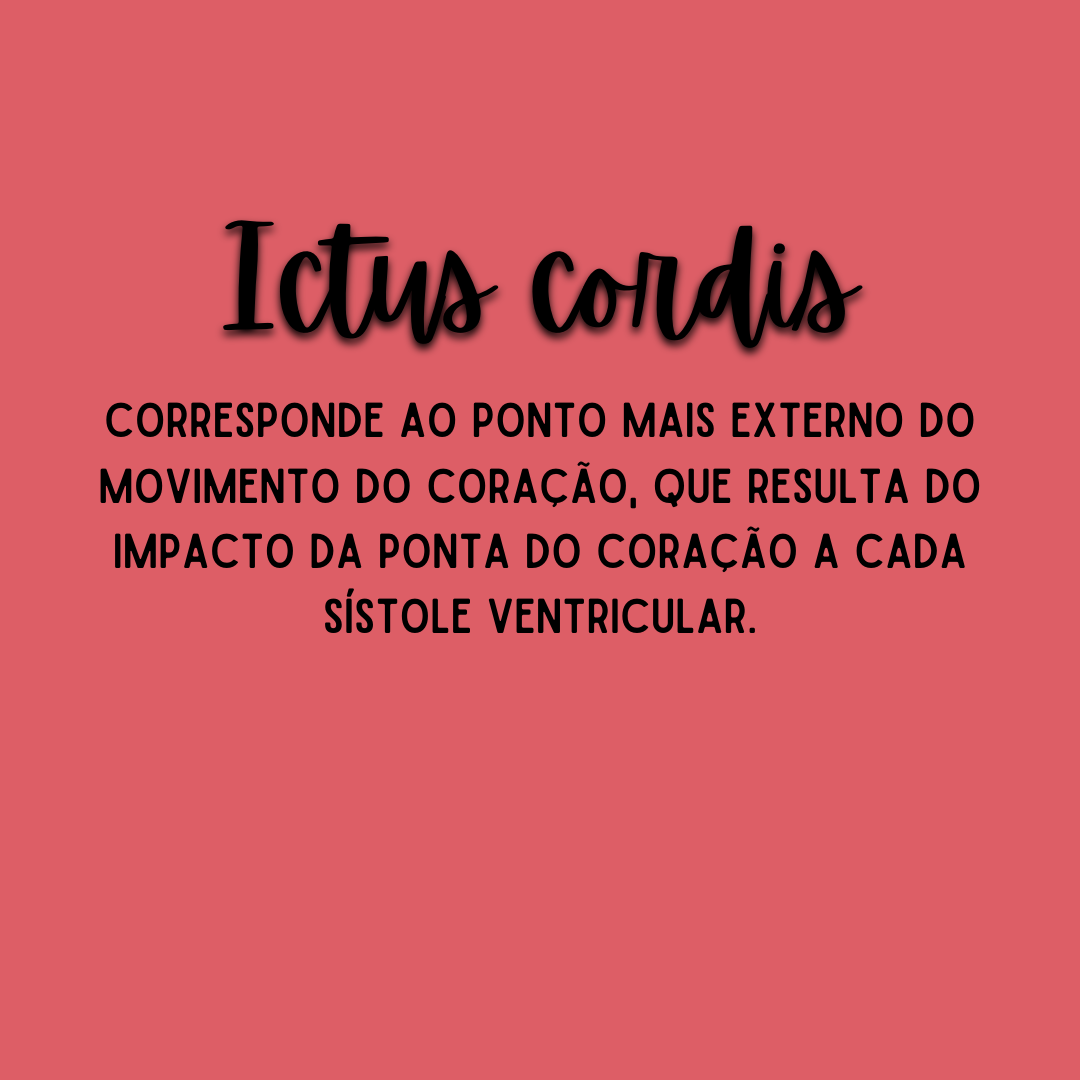 Ictus cordis
CORRESPONDE AO PONTO MAIS EXTERNO DO
MOVIMENTO DO CORAÇÃO, QUE RESULTA DO
IMPACTO DA PONTA DO CORAÇÃO A CADA
SÍSTOLE VENTRICULAR.